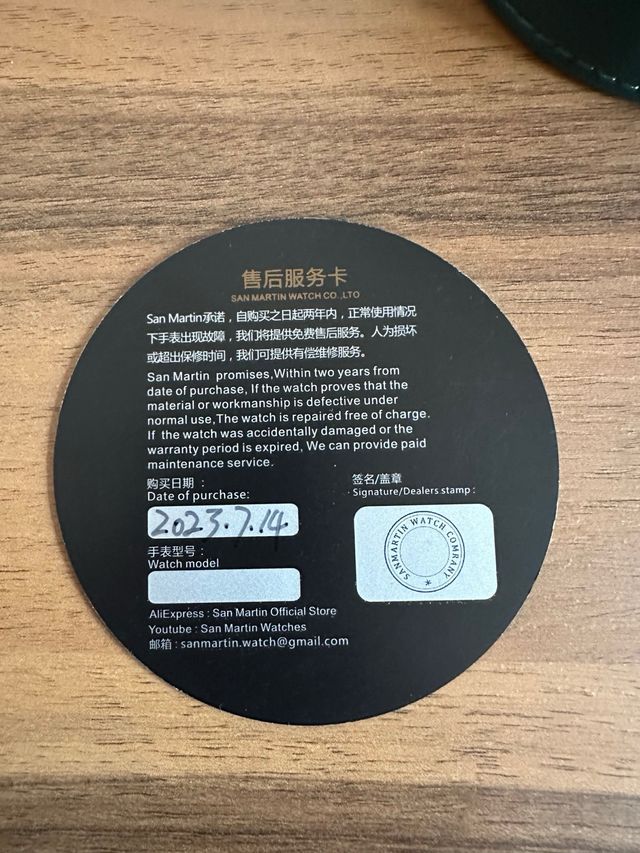 售后服务卡
SAN MARTIN WATCH CO.,LTO
San Martin承诺，自购买之日起两年内，正常使用情况
下手表出现故障，我们将提供免费售后服务。人为损坏
或超出保修时间，我们可提供有偿维修服务。
San Martin promises,Within two years from
date of purchase, If the watch proves that the
material or workmanship is defective under
normal use,The watch is repaired free of charge.
If the watch was accidentally damaged or the
warranty period is expired, We can provide paid
maintenance service.
购买日期：
Date of purchase:
2023.7.14
签名/盖章
Signature/Dealers stamp:
SANMARTIN WATCH COMPANY
手表型号：
Watch model
AliExpress : San Martin Official Store
Youtube : San Martin Watches
邮箱 : sanmartin.watch@gmail.com